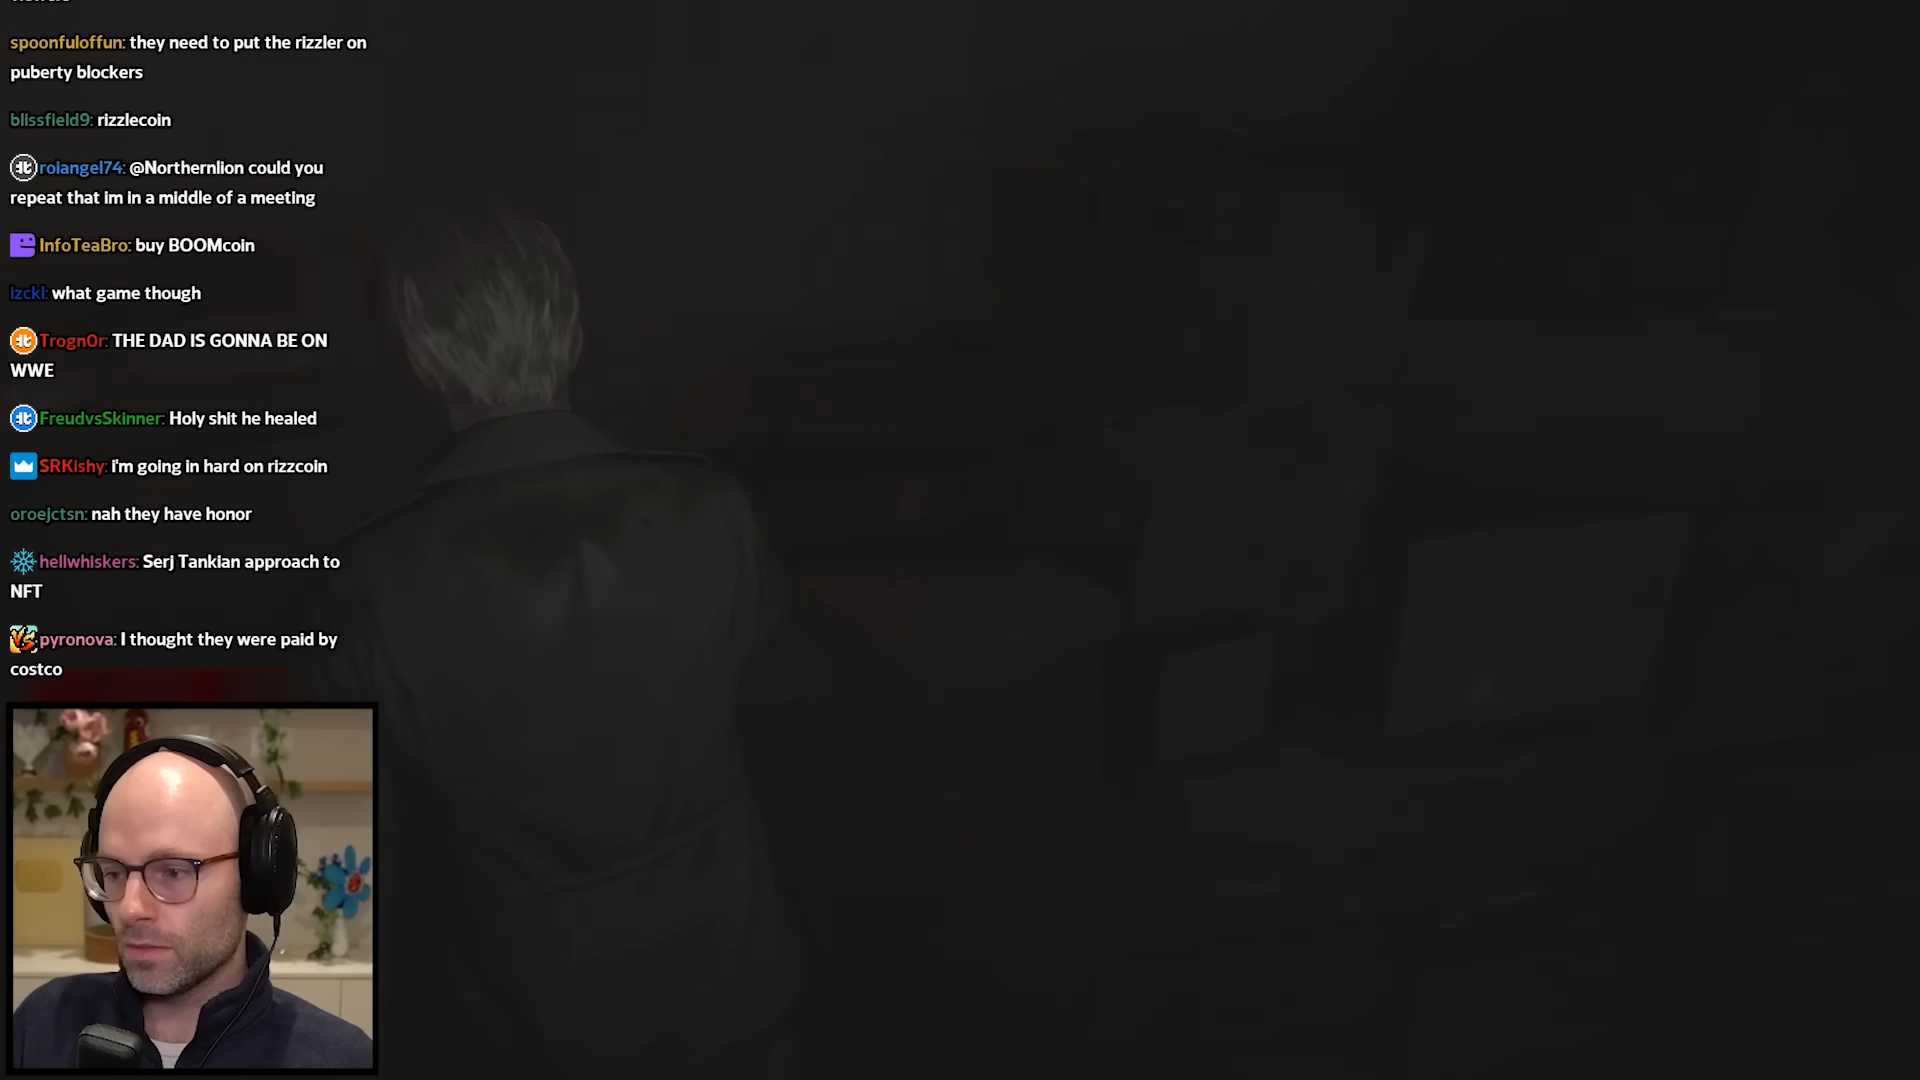 spoonfuloffun: they need to put the rizzler on
puberty blockers
blissfield9: rizzlecoin
roiangel74: @Northernlion could you
repeat that im in a middle of a meeting
InfoTeaBro: buy BOOMcoin
izckl: what game though
Trogn0r: THE DAD IS GONNA BE ON
WWE
FreudvsSkinner: Holy shit he healed
SRKishy: i'm going in hard on rizzcoin
oroejctsn: nah they have honor
hellwhiskers: Serj Tankian approach to
NFT
pyronova: I thought they were paid by
costco